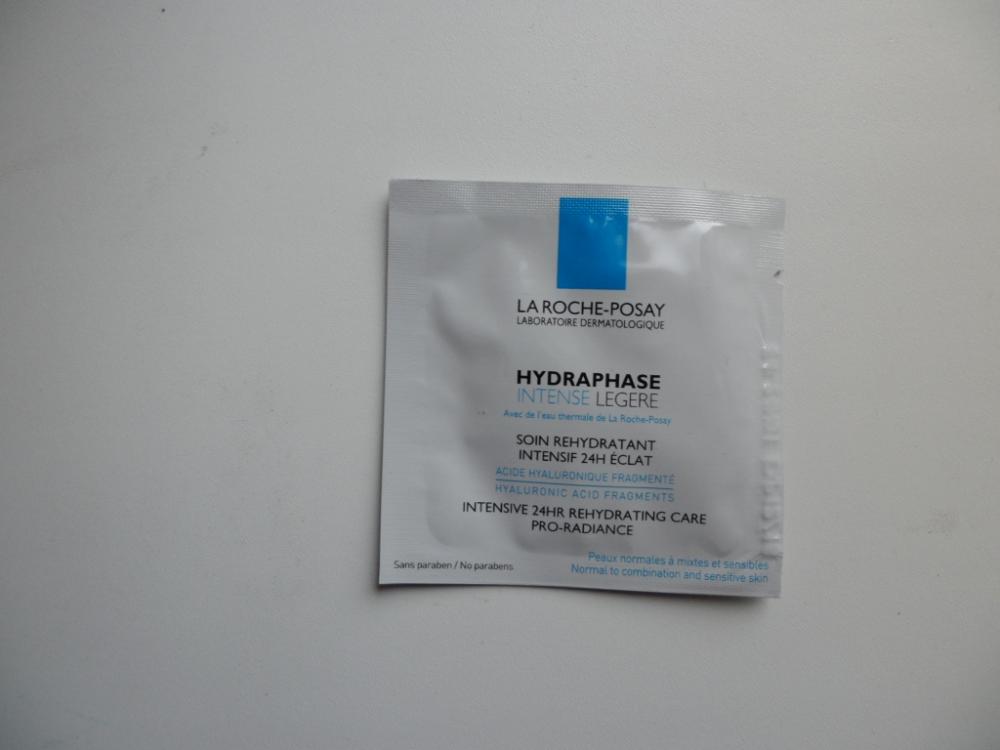 LA ROCHE-POSAY
LABORATOIRE DERMATOLOGIQUE
HYDRAPHASE
INTENSE LEGERE
Avec de l'eau thermale de La Roche-Posay
SOIN REHYDRATANT
INTENSIF 24H ÉCLAT
ACIDE HYALURONIQUE FRAGMENTÉ
HYALURONIC ACID FRAGMENTS
INTENSIVE 24HR REHYDRATING CARE
PRO-RADIANCE
Peaux normales à mixtes et sensibles
Normal to combination and sensitive skin
Sans paraben / No parabens